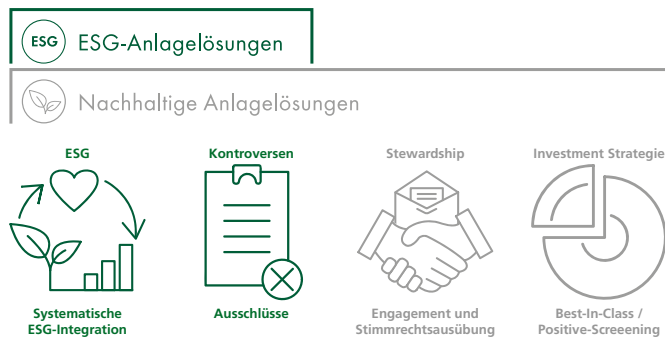 ESG ESG-Anlagelösungen
Nachhaltige Anlagelösungen
ESG
Systematische
ESG-Integration
Kontroversen
Ausschlüsse
Stewardship
Engagement und
Stimmrechtsausübung
Investment Strategie
Best-In-Class /
Positive-Screeening